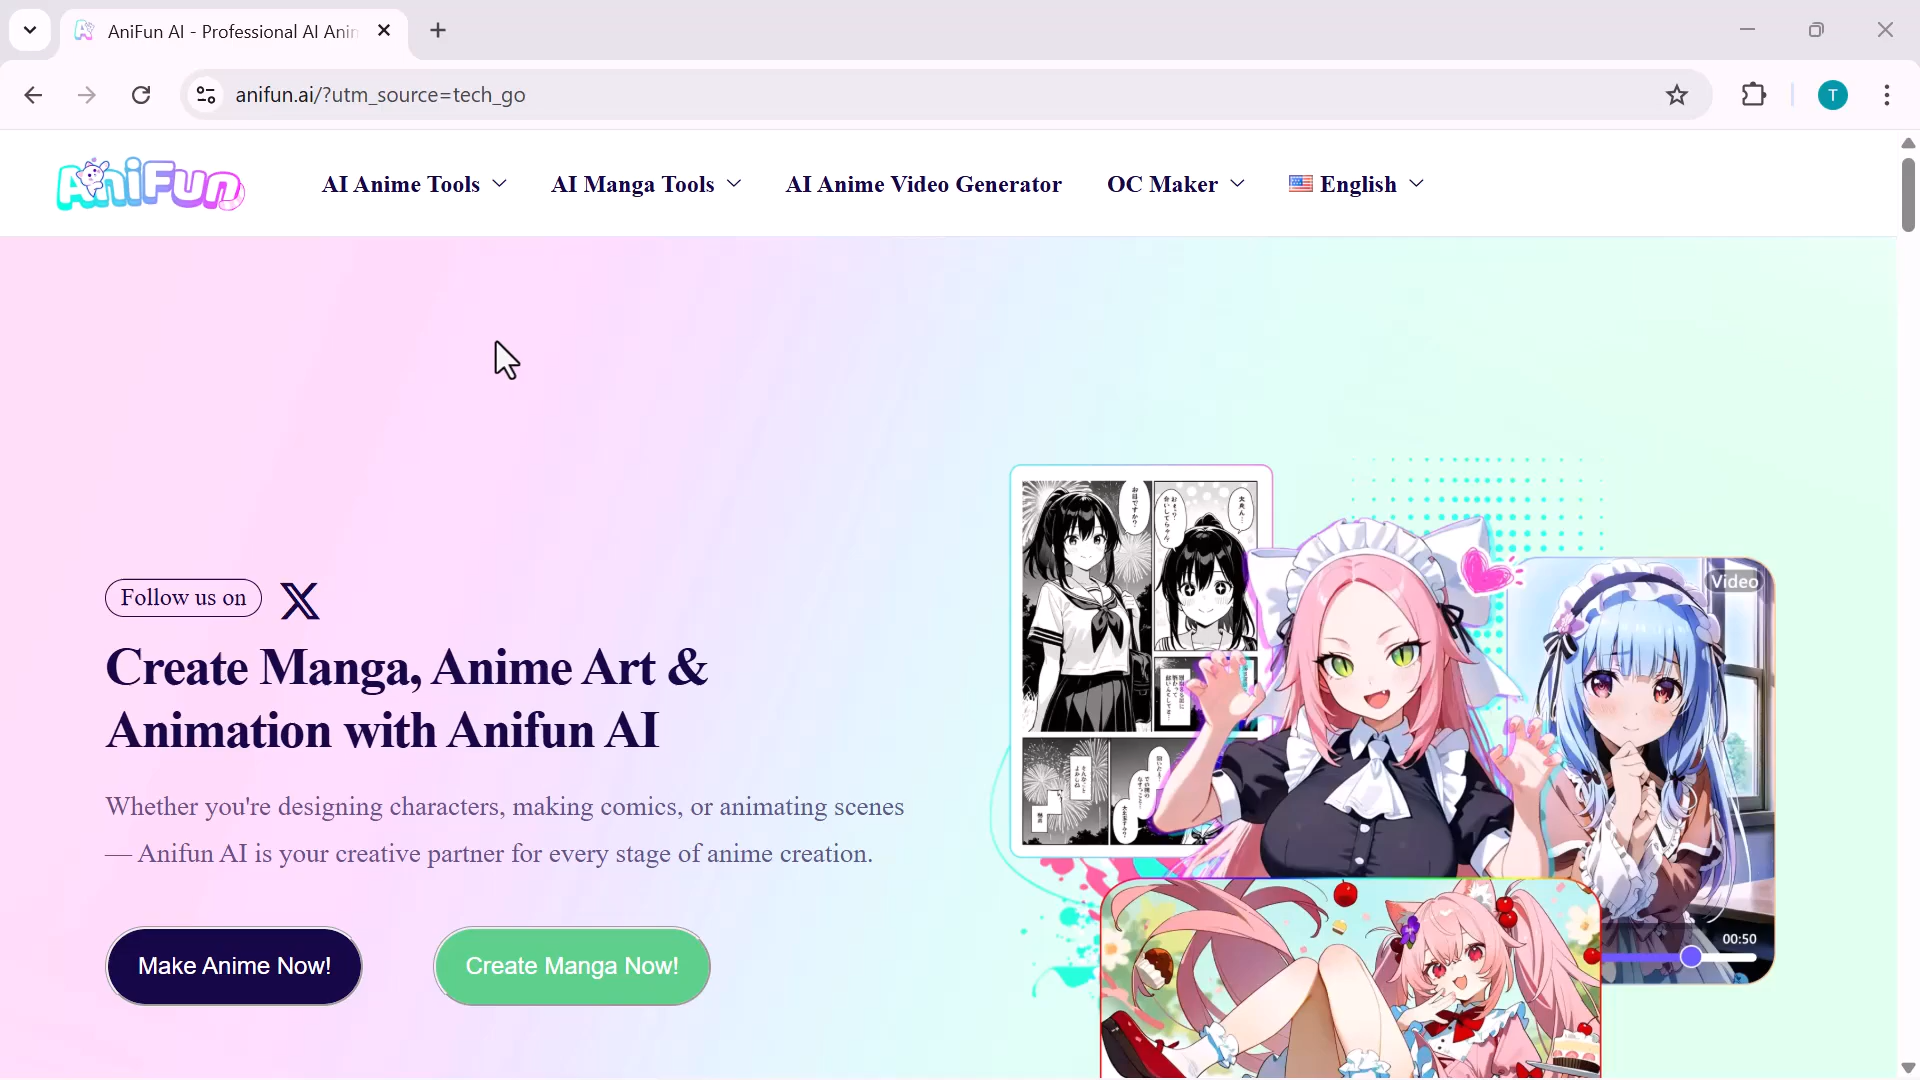 AniFun AI - Professional AI Anim
anifun.ai/?utm_source=tech_go
T
AniFun
AI Anime Tools
AI Manga Tools
AI Anime Video Generator
OC Maker
English
Follow us on
Create Manga, Anime Art &
Animation with Anifun AI
Whether you're designing characters, making comics, or animating scenes
— Anifun AI is your creative partner for every stage of anime creation.
Make Anime Now!
Create Manga Now!
Video
00:50